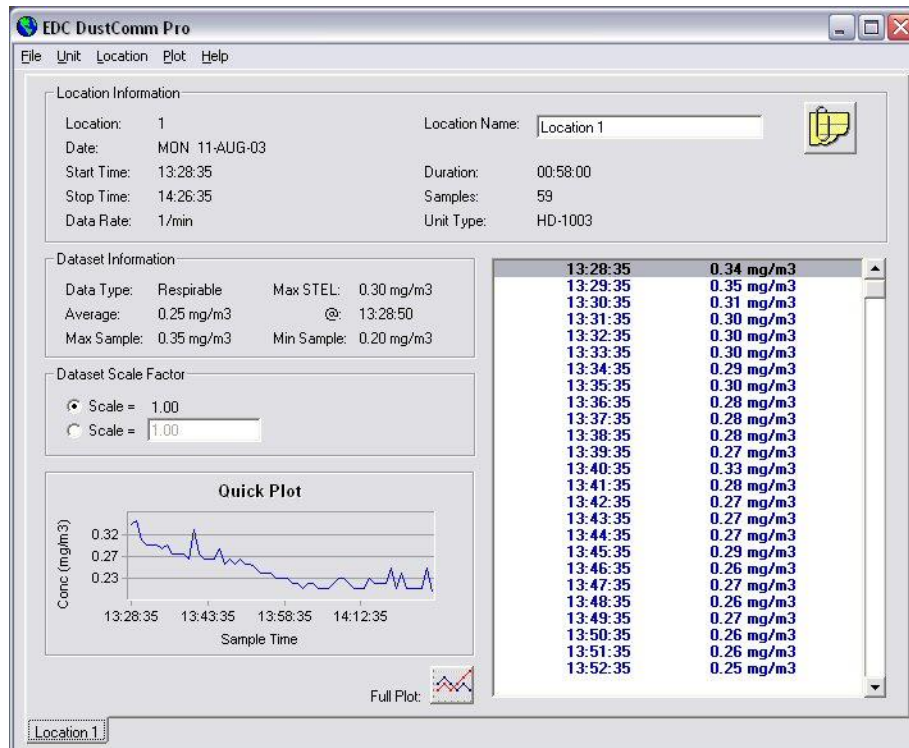 EDC DustComm Pro
File Unit Location Plot Help
Location Information
Location: 1 Location Name: Location 1
Date: MON 11-AUG-03
Start Time: 13:28:35 Duration: 00:58:00
Stop Time: 14:26:35 Samples: 59
Data Rate: 1/min Unit Type: HD-1003
Dataset Information
Data Type: Respirable Max STEL: 0.30 mg/m3
Average: 0.25 mg/m3 @: 13:28:50
Max Sample: 0.35 mg/m3 Min Sample: 0.20 mg/m3
Dataset Scale Factor
Scale = 1.00
Scale = 1.00
Quick Plot
Conc (mg/m3)
0.32
0.27
0.23
13:28:35 13:43:35 13:58:35 14:12:35
Sample Time
Full Plot:
13:28:35 0.34 mg/m3
13:29:35 0.35 mg/m3
13:30:35 0.31 mg/m3
13:31:35 0.30 mg/m3
13:32:35 0.30 mg/m3
13:33:35 0.30 mg/m3
13:34:35 0.29 mg/m3
13:35:35 0.30 mg/m3
13:36:35 0.28 mg/m3
13:37:35 0.28 mg/m3
13:38:35 0.28 mg/m3
13:39:35 0.27 mg/m3
13:40:35 0.33 mg/m3
13:41:35 0.28 mg/m3
13:42:35 0.27 mg/m3
13:43:35 0.27 mg/m3
13:44:35 0.27 mg/m3
13:45:35 0.29 mg/m3
13:46:35 0.26 mg/m3
13:47:35 0.27 mg/m3
13:48:35 0.26 mg/m3
13:49:35 0.27 mg/m3
13:50:35 0.26 mg/m3
13:51:35 0.26 mg/m3
13:52:35 0.25 mg/m3
Location 1